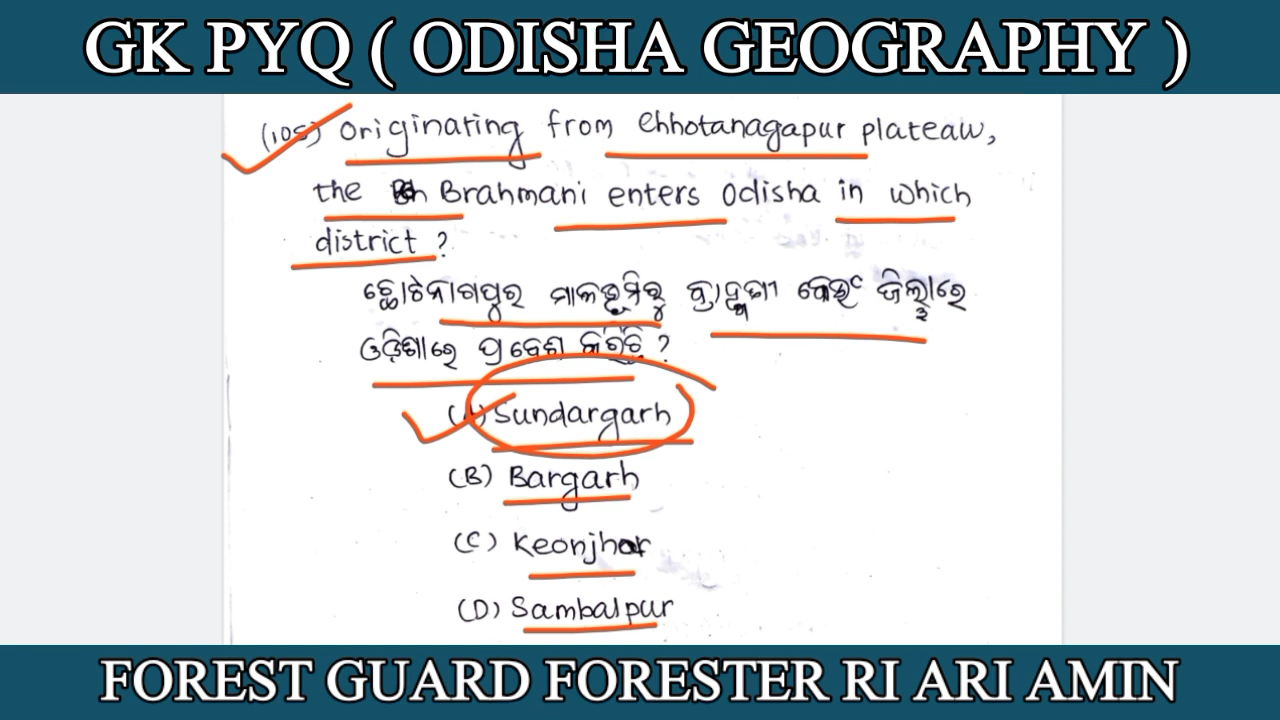 GK PYQ ( ODISHA GEOGRAPHY )
(105) Originating from Chhotanagapur plateau,
the Brahmani enters Odisha in which
district ?
ଛୋଟନାଗପୁର ମାଳଭୂମିରୁ ବ୍ରାହ୍ମଣୀ କେଉଂ ଜିଲ୍ଲାରେ
ଓଡ଼ିଶାରେ ପ୍ରବେଶ କରିଛି ?
(A) Sundargarh
(B) Bargarh
(C) Keonjhar
(D) Sambalpur
FOREST GUARD FORESTER RI ARI AMIN